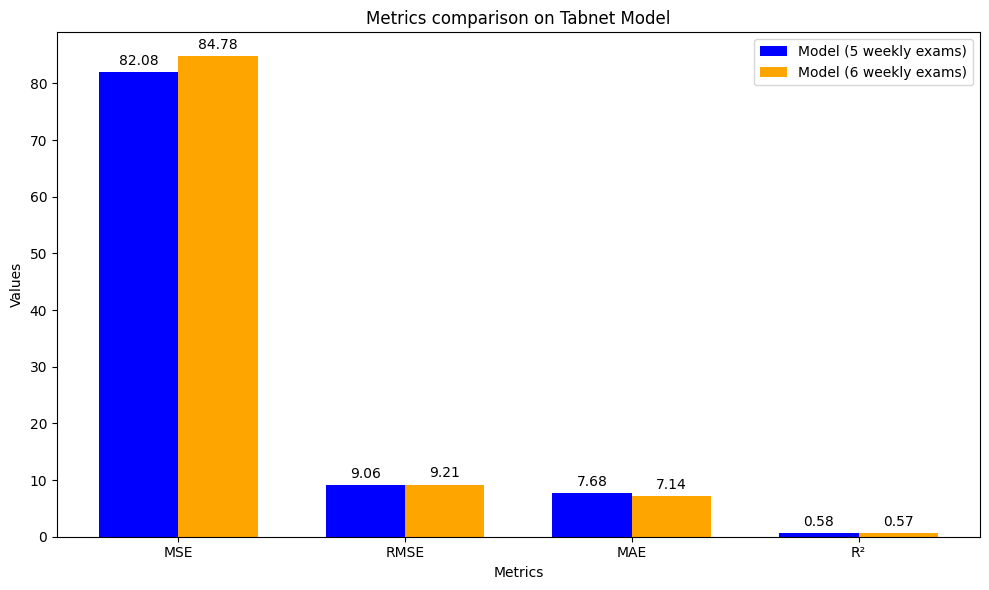 Metrics comparison on Tabnet Model
Model (5 weekly exams)
Model (6 weekly exams)
82.08
84.78
9.06
9.21
7.68
7.14
0.58
0.57
Values
80
70
60
50
40
30
20
10
0
MSE
RMSE
MAE
R²
Metrics